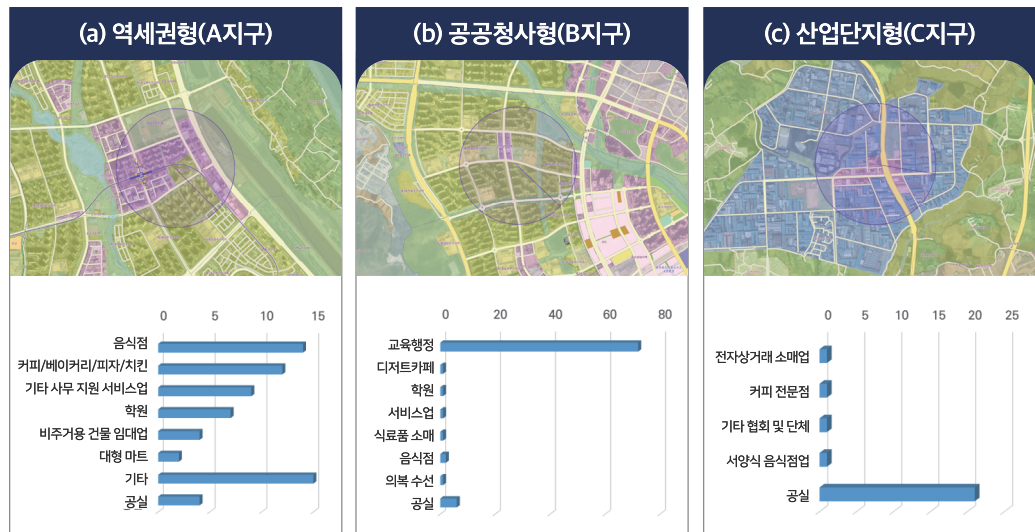 (a) 역세권형(A지구)
0 5 10 15
음식점
커피/베이커리/피자/치킨
기타 사무 지원 서비스업
학원
비주거용 건물 임대업
대형 마트
기타
공실
(b) 공공청사형(B지구)
0 20 40 60 80
교육행정
디저트카페
학원
서비스업
식료품 소매
음식점
의복 수선
공실
(c) 산업단지형(C지구)
0 5 10 15 20 25
전자상거래 소매업
커피 전문점
기타 협회 및 단체
서양식 음식점업
공실